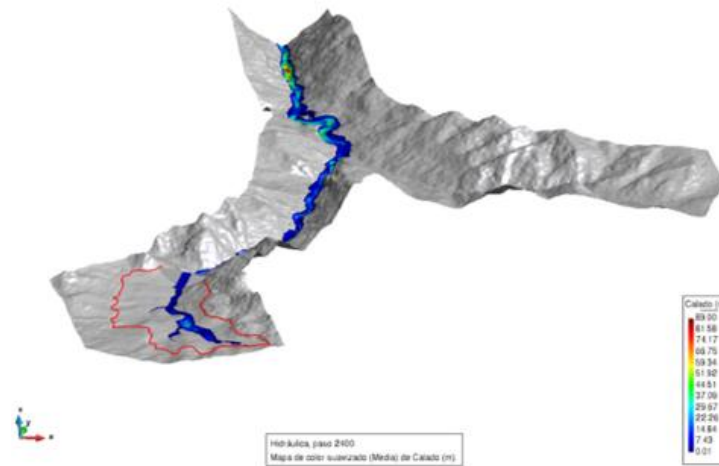 Calado (
89.00
81.58
74.17
66.75
59.34
51.92
44.51
37.09
29.67
22.26
14.84
7.43
0.01
z
y
x
Hidráulica, paso 2400
Mapa de color suavizado (Media) de Calado (m).